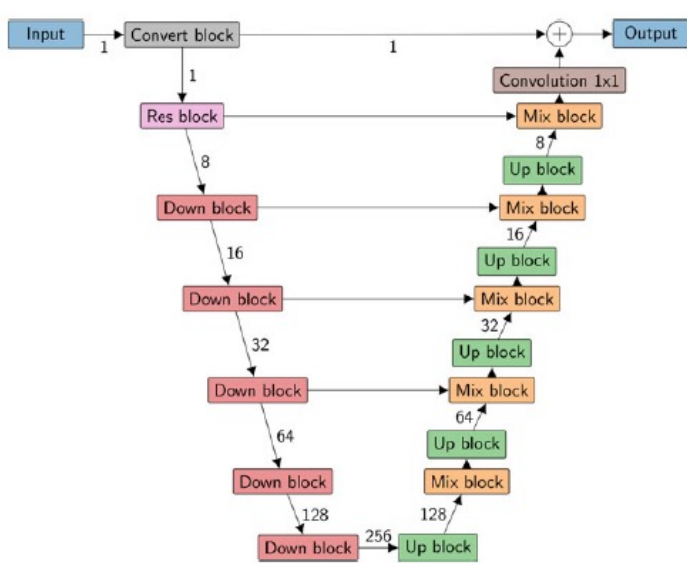 Input
1
Convert block
1
+
Output
1
Convolution 1x1
Res block
Mix block
8
8
Up block
Down block
Mix block
16
16
Up block
Down block
Mix block
32
32
Up block
Down block
Mix block
64
64
Up block
Down block
Mix block
128
128
Down block
256
Up block